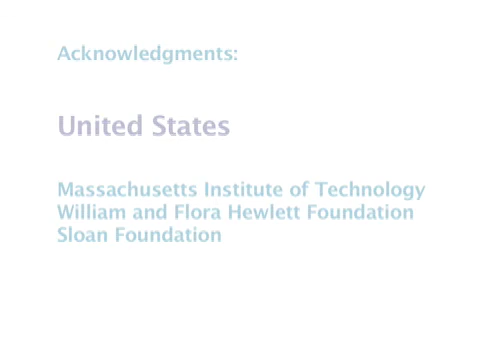 Acknowledgments:
United States
Massachusetts Institute of Technology
William and Flora Hewlett Foundation
Sloan Foundation